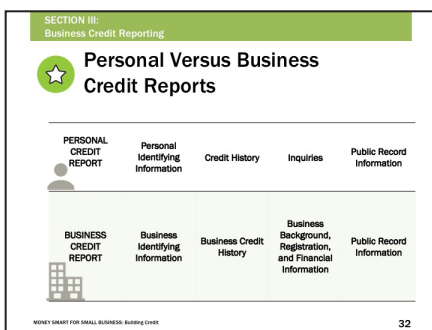 SECTION III:
Business Credit Reporting
Personal Versus Business
Credit Reports
PERSONAL
CREDIT
REPORT
Personal
Identifying
Information
Credit History
Inquiries
Public Record
Information
BUSINESS
CREDIT
REPORT
Business
Identifying
Information
Business Credit
History
Business
Background,
Registration,
and Financial
Information
Public Record
Information
MONEY SMART FOR SMALL BUSINESS: Building Credit
32